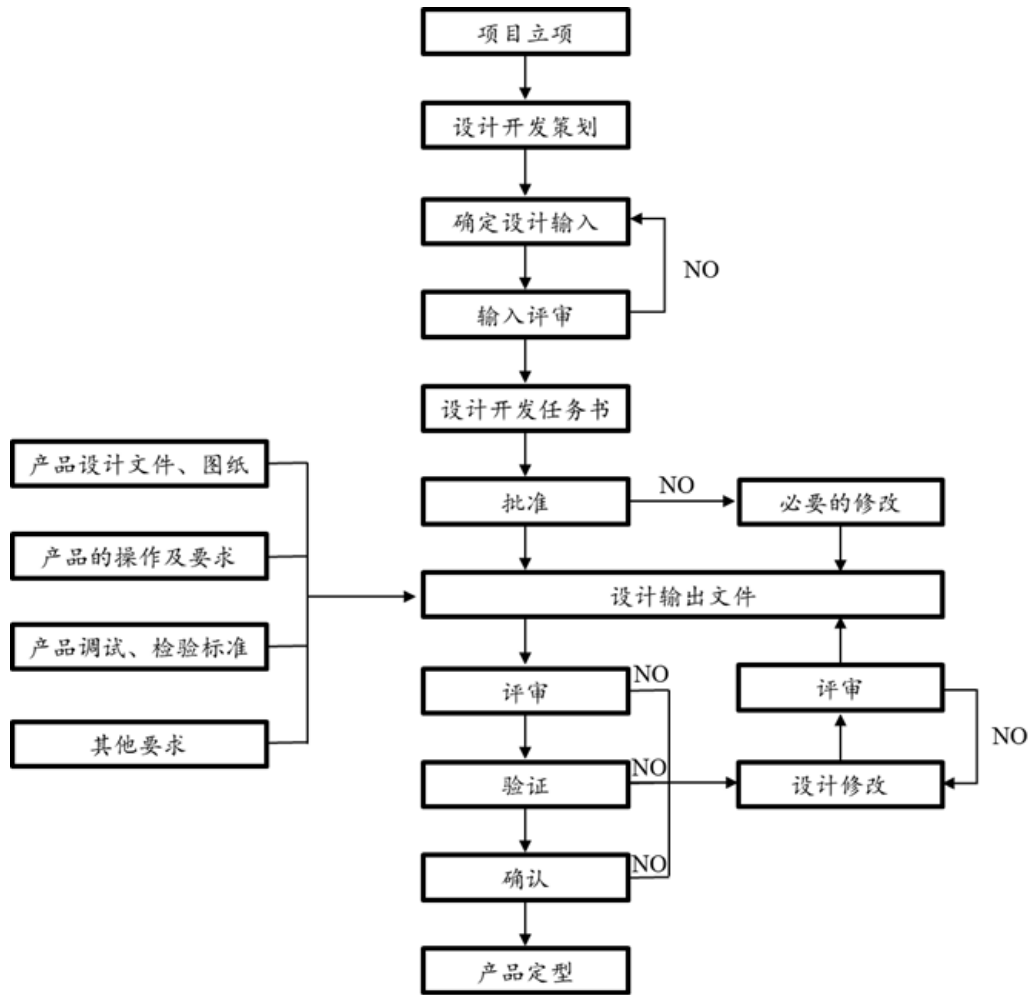 项目立项
设计开发策划
确定设计输入
NO
输入评审
设计开发任务书
产品设计文件、图纸
批准
NO
必要的修改
产品的操作及要求
设计输出文件
产品调试、检验标准
评审
NO
评审
其他要求
NO
验证
NO
设计修改
确认
NO
产品定型